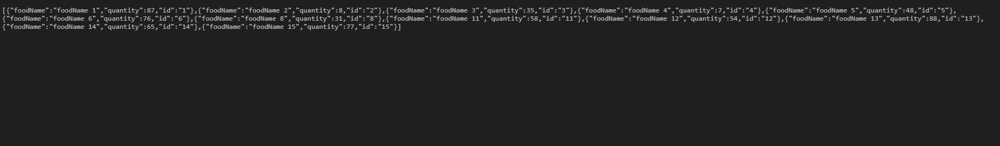 [{"foodName":"foodName 1","quantity":87,"id":"1"},{"foodName":"foodName 2","quantity":8,"id":"2"},{"foodName":"foodName 3","quantity":35,"id":"3"},{"foodName":"foodName 4","quantity":7,"id":"4"},{"foodName":"foodName 5","quantity":48,"id":"5"},
{"foodName":"foodName 6","quantity":76,"id":"6"},{"foodName":"foodName 8","quantity":31,"id":"8"},{"foodName":"foodName 11","quantity":58,"id":"11"},{"foodName":"foodName 12","quantity":54,"id":"12"},{"foodName":"foodName 13","quantity":88,"id":"13"},
{"foodName":"foodName 14","quantity":65,"id":"14"},{"foodName":"foodName 15","quantity":77,"id":"15"}]